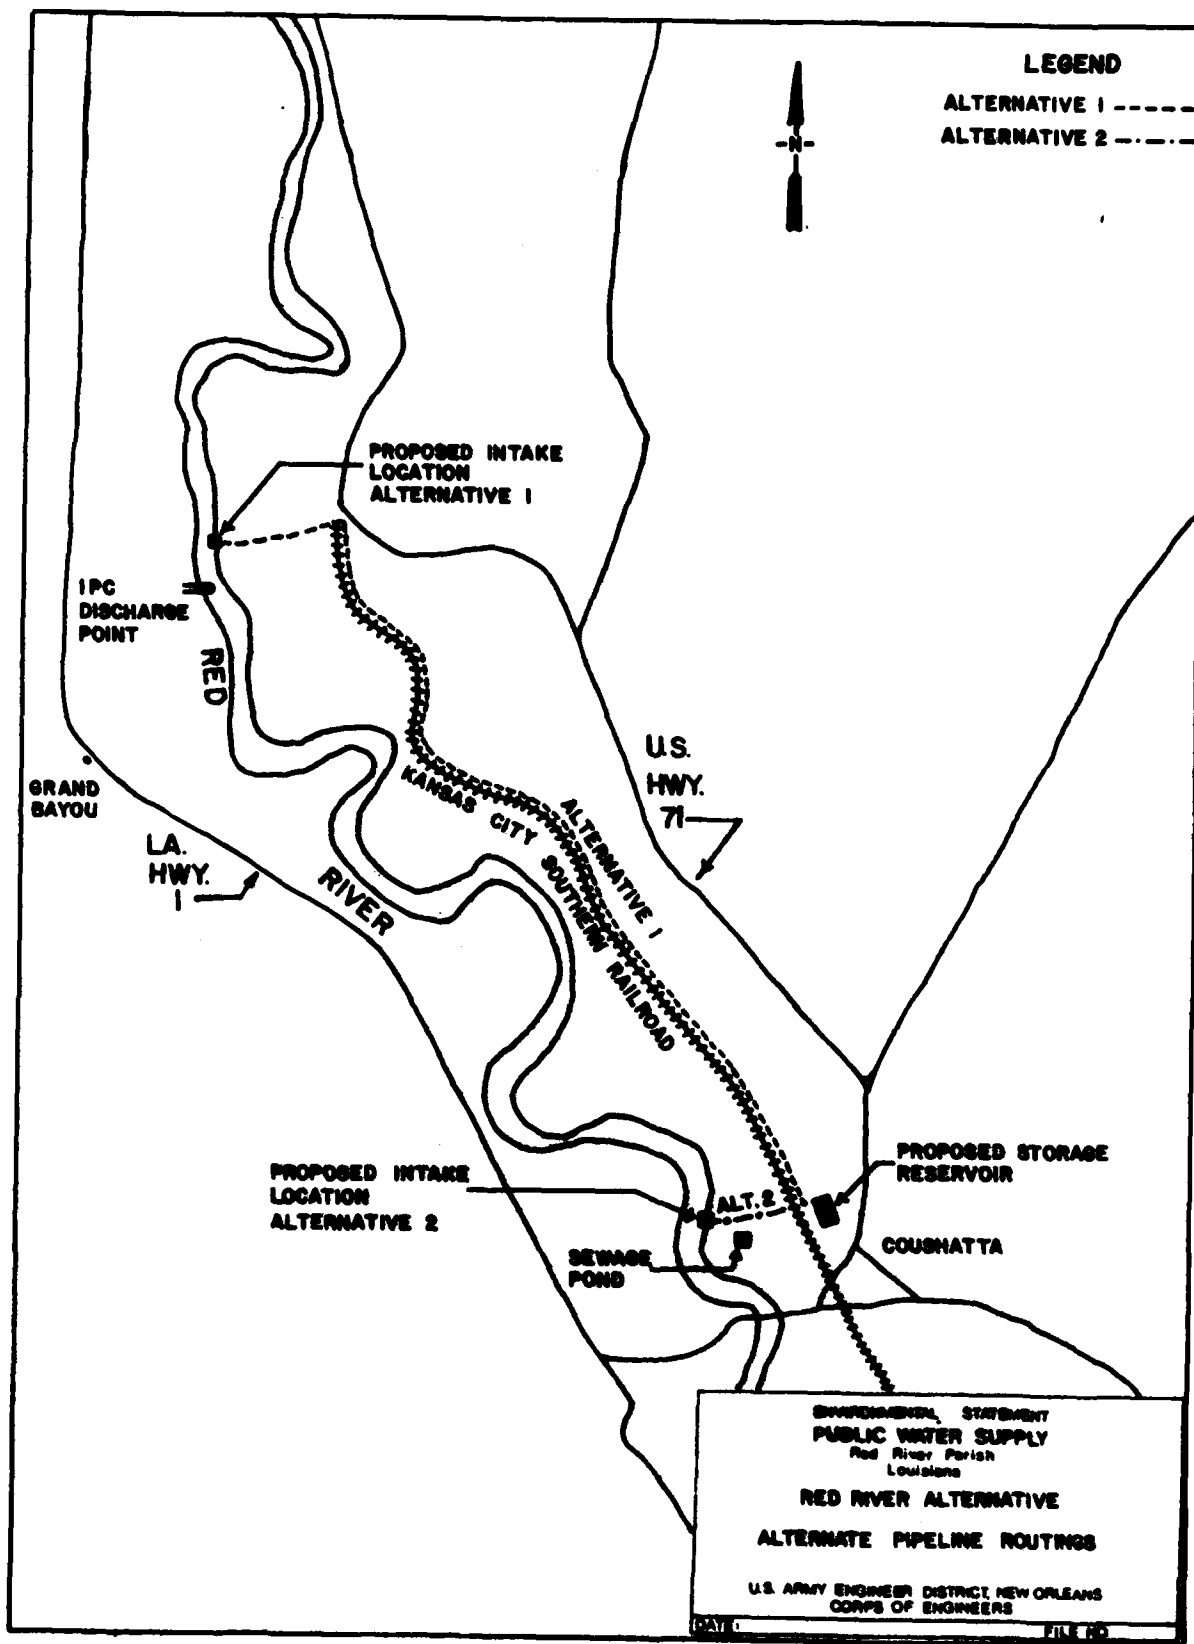 LEGEND
ALTERNATIVE 1
ALTERNATIVE 2
-N-
PROPOSED INTAKE
LOCATION
ALTERNATIVE 1
IPC
DISCHARGE
POINT
RED
U.S.
HWY.
71
GRAND
BAYOU
KANSAS CITY SOUTHERN RAILROAD
ALTERNATIVE 1
LA.
HWY.
1
RIVER
PROPOSED STORAGE
RESERVOIR
PROPOSED INTAKE
LOCATION
ALTERNATIVE 2
ALT. 2
SEWAGE
POND
COUSHATTA
ENVIRONMENTAL STATEMENT
PUBLIC WATER SUPPLY
Red River Parish
Louisiana
RED RIVER ALTERNATIVE
ALTERNATE PIPELINE ROUTINGS
U.S. ARMY ENGINEER DISTRICT, NEW ORLEANS
CORPS OF ENGINEERS
DATE: FILE NO